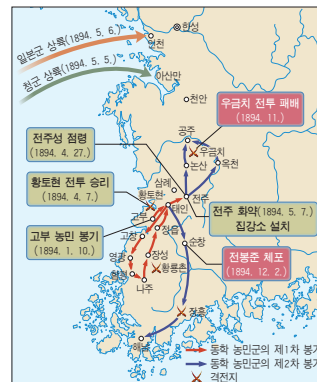 일본군 상륙(1894. 5. 6.)
한성
인천
청군 상륙(1894. 5. 5.)
아산만
천안
우금치 전투 패배
(1894. 11.)
공주
우금치
전주성 점령
(1894. 4. 27.)
논산
옥천
황토현 전투 승리
(1894. 4. 7.)
삼례
황토현
전주
태인
전주 화약(1894. 5. 7.)
집강소 설치
고부 농민 봉기
(1894. 1. 10.)
고부
정읍
고창
순창
전봉준 체포
(1894. 12. 2.)
영광
장성
황룡촌
함평
나주
장흥
해남
동학 농민군의 제1차 봉기
동학 농민군의 제2차 봉기
격전지